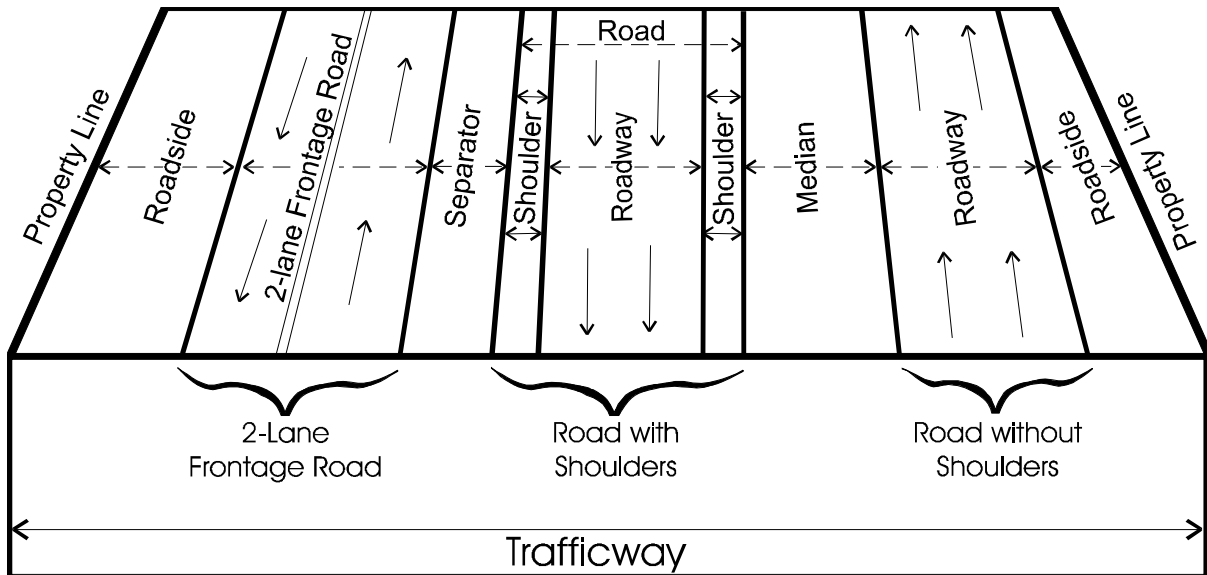 Road
Property Line
Roadside
2-lane Frontage Road
Separator
Shoulder
Roadway
Shoulder
Median
Roadway
Roadside
Property Line
2-Lane
Frontage Road
Road with
Shoulders
Road without
Shoulders
Trafficway